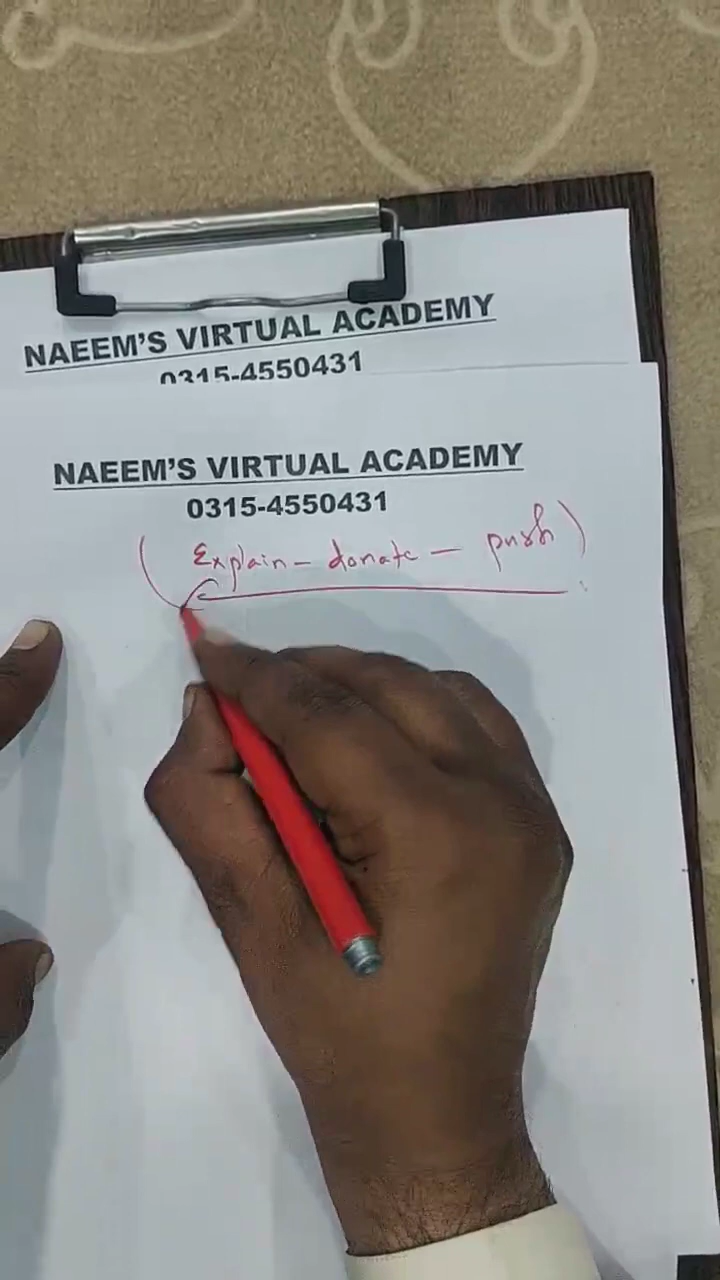 NAEEM'S VIRTUAL ACADEMY
0315-4550431
NAEEM'S VIRTUAL ACADEMY
0315-4550431
(Explain - donate - push)